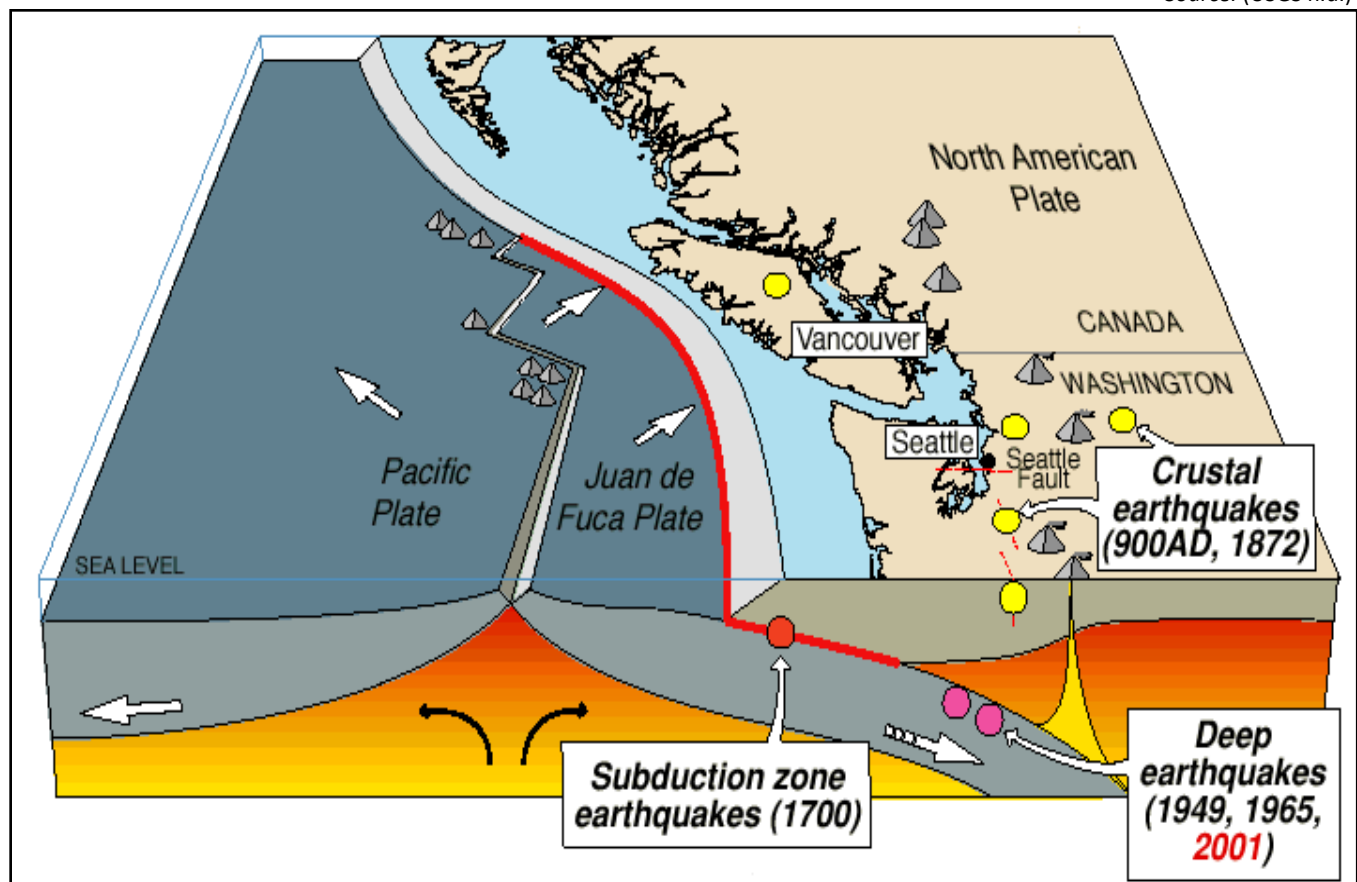 North American
Plate
CANADA
Vancouver
WASHINGTON
Seattle
Seattle
Fault
Pacific
Plate
Juan de
Fuca Plate
Crustal
earthquakes
(900AD, 1872)
SEA LEVEL
Subduction zone
earthquakes (1700)
Deep
earthquakes
(1949, 1965,
2001)